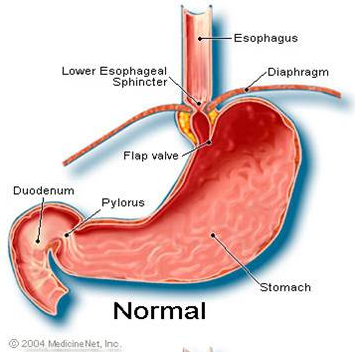 Esophagus
Lower Esophageal
Sphincter
Diaphragm
Flap valve
Duodenum
Pylorus
Stomach
Normal
© 2004 MedicineNet, Inc.